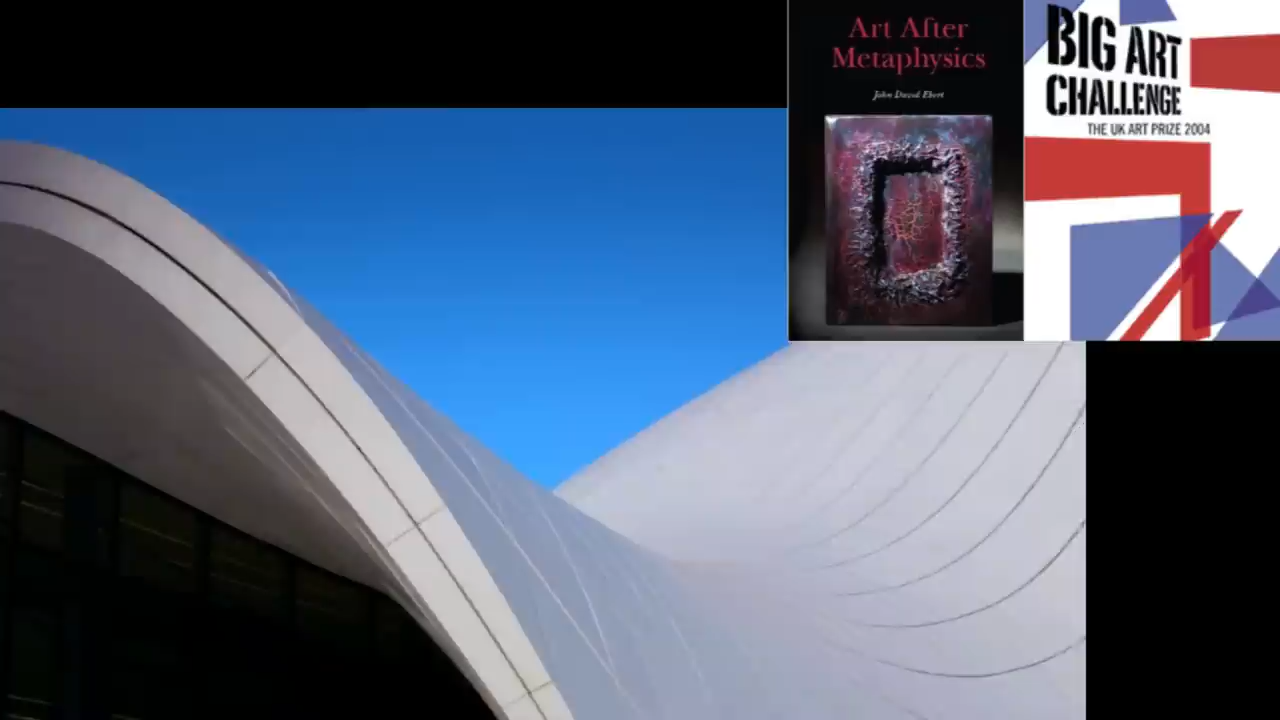 Art After
Metaphysics
John David Ebert
BIG ART
CHALLENGE
THE UK ART PRIZE 2004